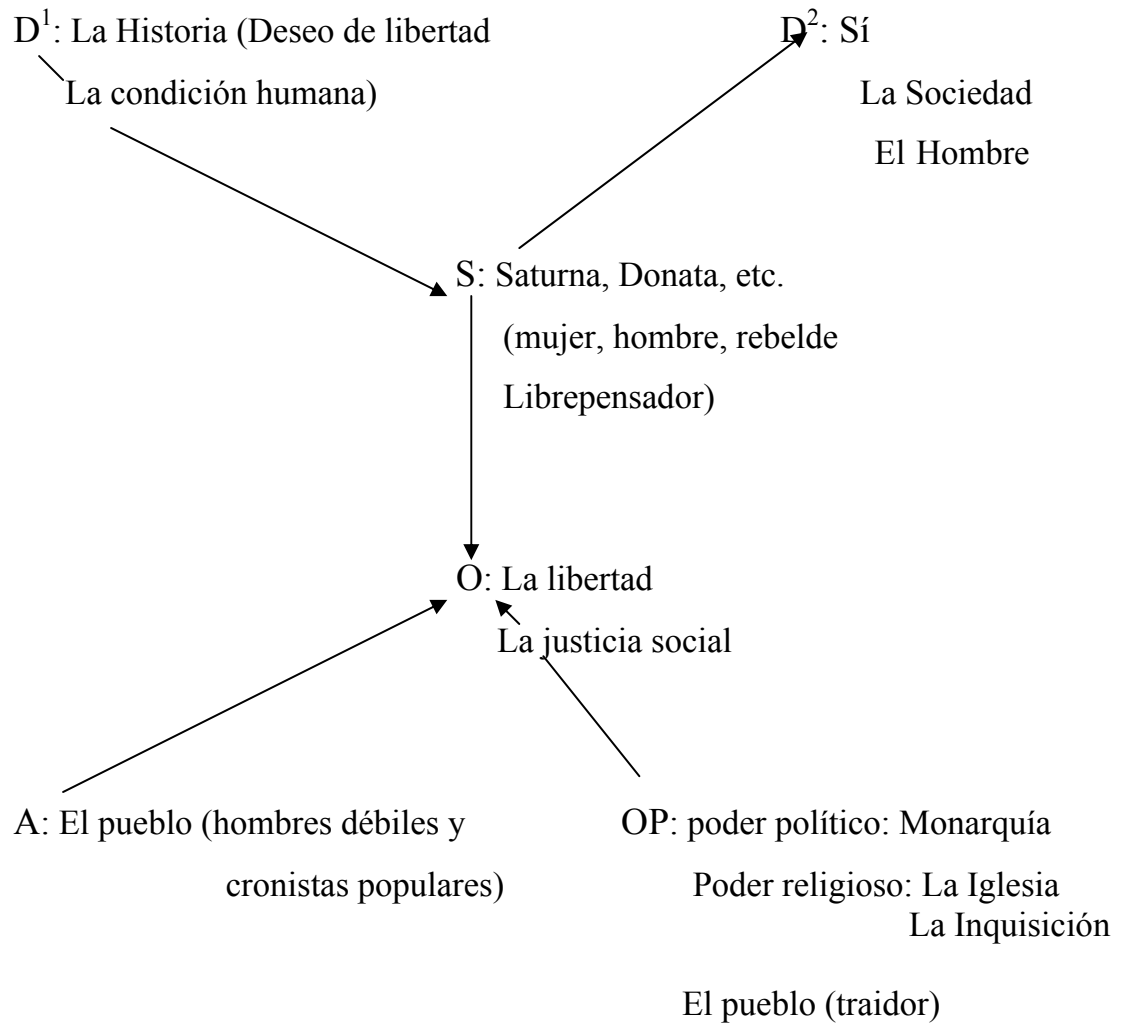 D¹: La Historia (Deseo de libertad
La condición humana)
D²: Sí
La Sociedad
El Hombre
S: Saturna, Donata, etc.
(mujer, hombre, rebelde
Librepensador)
O: La libertad
La justicia social
A: El pueblo (hombres débiles y
cronistas populares)
OP: poder político: Monarquía
Poder religioso: La Iglesia
La Inquisición
El pueblo (traidor)